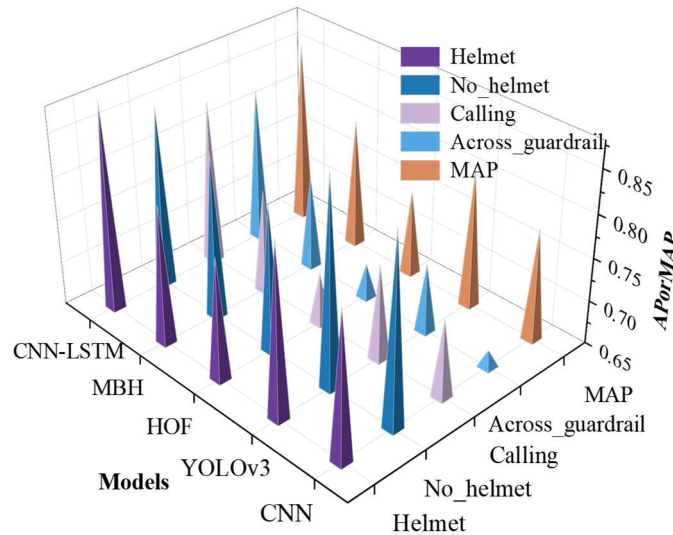 Helmet
No_helmet
Calling
Across_guardrail
MAP
0.85
0.80
0.75
0.70
0.65
APorMAP
CNN-LSTM
MBH
HOF
YOLOv3
CNN
Models
MAP
Across_guardrail
Calling
No_helmet
Helmet